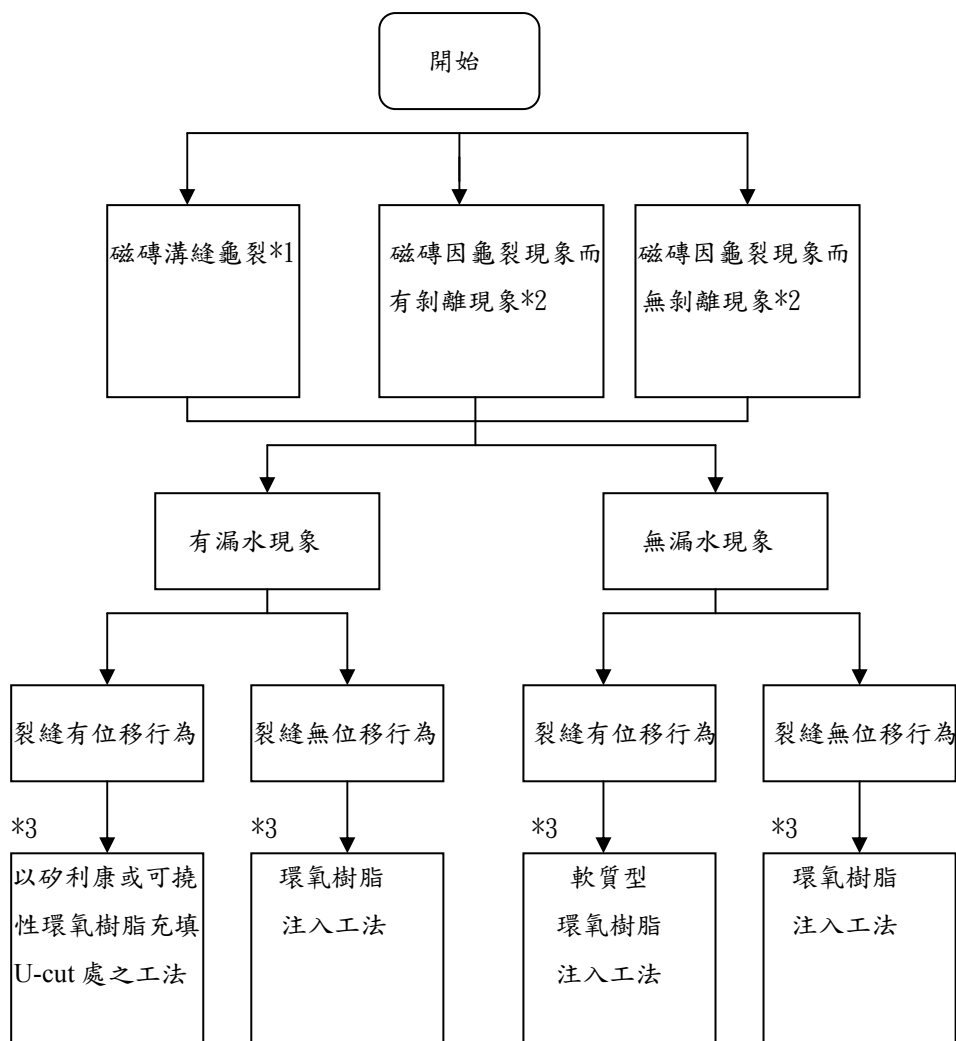 開始
磁磚溝縫龜裂*1
磁磚因龜裂現象而
有剝離現象*2
磁磚因龜裂現象而
無剝離現象*2
有漏水現象
無漏水現象
裂縫有位移行為
裂縫無位移行為
裂縫有位移行為
裂縫無位移行為
*3
*3
*3
*3
以矽利康或可撓
性環氧樹脂充填
U-cut 處之工法
環氧樹脂
注入工法
軟質型
環氧樹脂
注入工法
環氧樹脂
注入工法